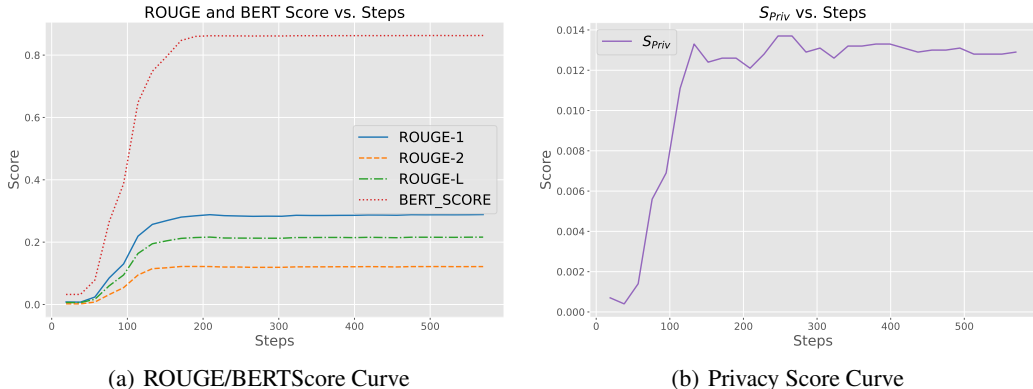 ROUGE and BERT Score vs. Steps
0.8
0.6
0.4
0.2
0.0
Score
ROUGE-1
ROUGE-2
ROUGE-L
BERT_SCORE
0 100 200 300 400 500
Steps
(a) ROUGE/BERTScore Curve
S_Priv vs. Steps
0.014
0.012
0.010
0.008
0.006
0.004
0.002
0.000
Score
S_Priv
0 100 200 300 400 500
Steps
(b) Privacy Score Curve